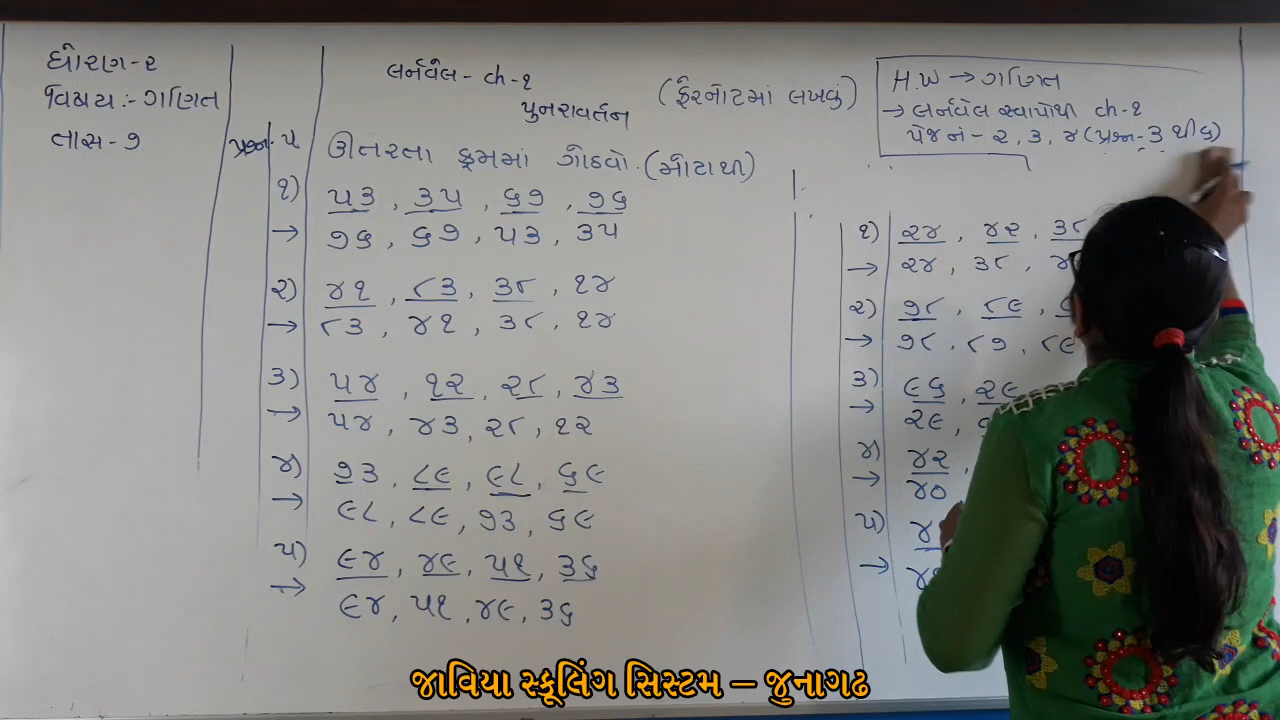 ધોરણ-૨
વિષય :- ગણિત
તાસ-૭
લર્નવેલ - ch-૧
પુનરાવર્તન
(ફેરનોટમાં લખવું)
પ્રશ્ન. ૫. ઊતરતા ક્રમમાં ગોઠવો. (મોટાથી)
૧) ૫૩, ૩૫, ૬૭, ૭૬
→ ૭૬, ૬૭, ૫૩, ૩૫
૨) ૪૧, ૮૩, ૩૮, ૧૪
→ ૮૩, ૪૧, ૩૮, ૧૪
૩) ૫૪, ૧૨, ૨૮, ૪૩
→ ૫૪, ૪૩, ૨૮, ૧૨
૪) ૭૩, ૮૯, ૯૮, ૬૯
→ ૯૮, ૮૯, ૭૩, ૬૯
૫) ૯૪, ૪૯, ૫૧, ૩૬
→ ૯૪, ૫૧, ૪૯, ૩૬
H.W → ગણિત
→ લર્નવેલ સ્વાપોથી ch-૧
પેજ નં - ૨, ૩, ૪ (પ્રશ્ન-૩ થી ૬)
૧) ૨૪, ૪૨, ૩૮
→ ૨૪, ૩૮,
૨) ૭૮, ૮૯,
→ ૭૮, ૮૭, ૮૯
૩) ૯૬, ૨૯
→ ૨૯,
૪) ૪૨,
→ ૪૦
૫)
→
જાવિયા સ્કૂલિંગ સિસ્ટમ – જુનાગઢ